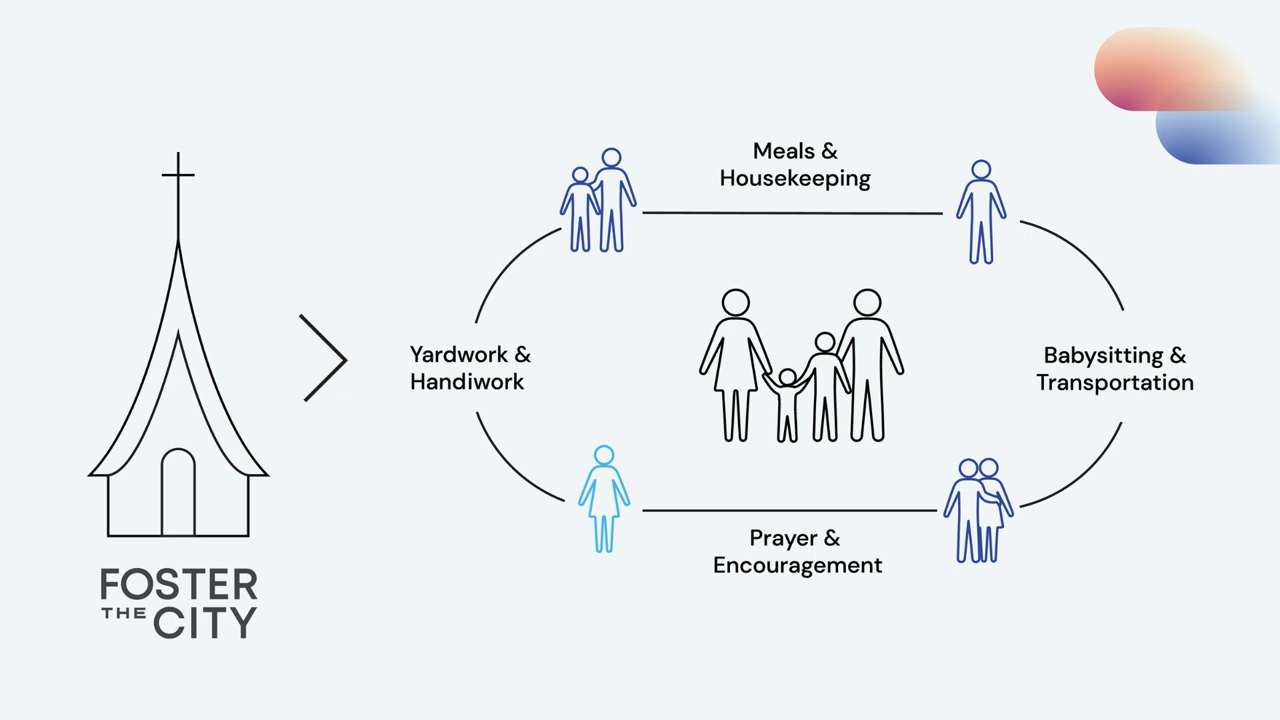 Meals &
Housekeeping
Yardwork &
Handiwork
Babysitting &
Transportation
Prayer &
Encouragement
FOSTER
THE CITY